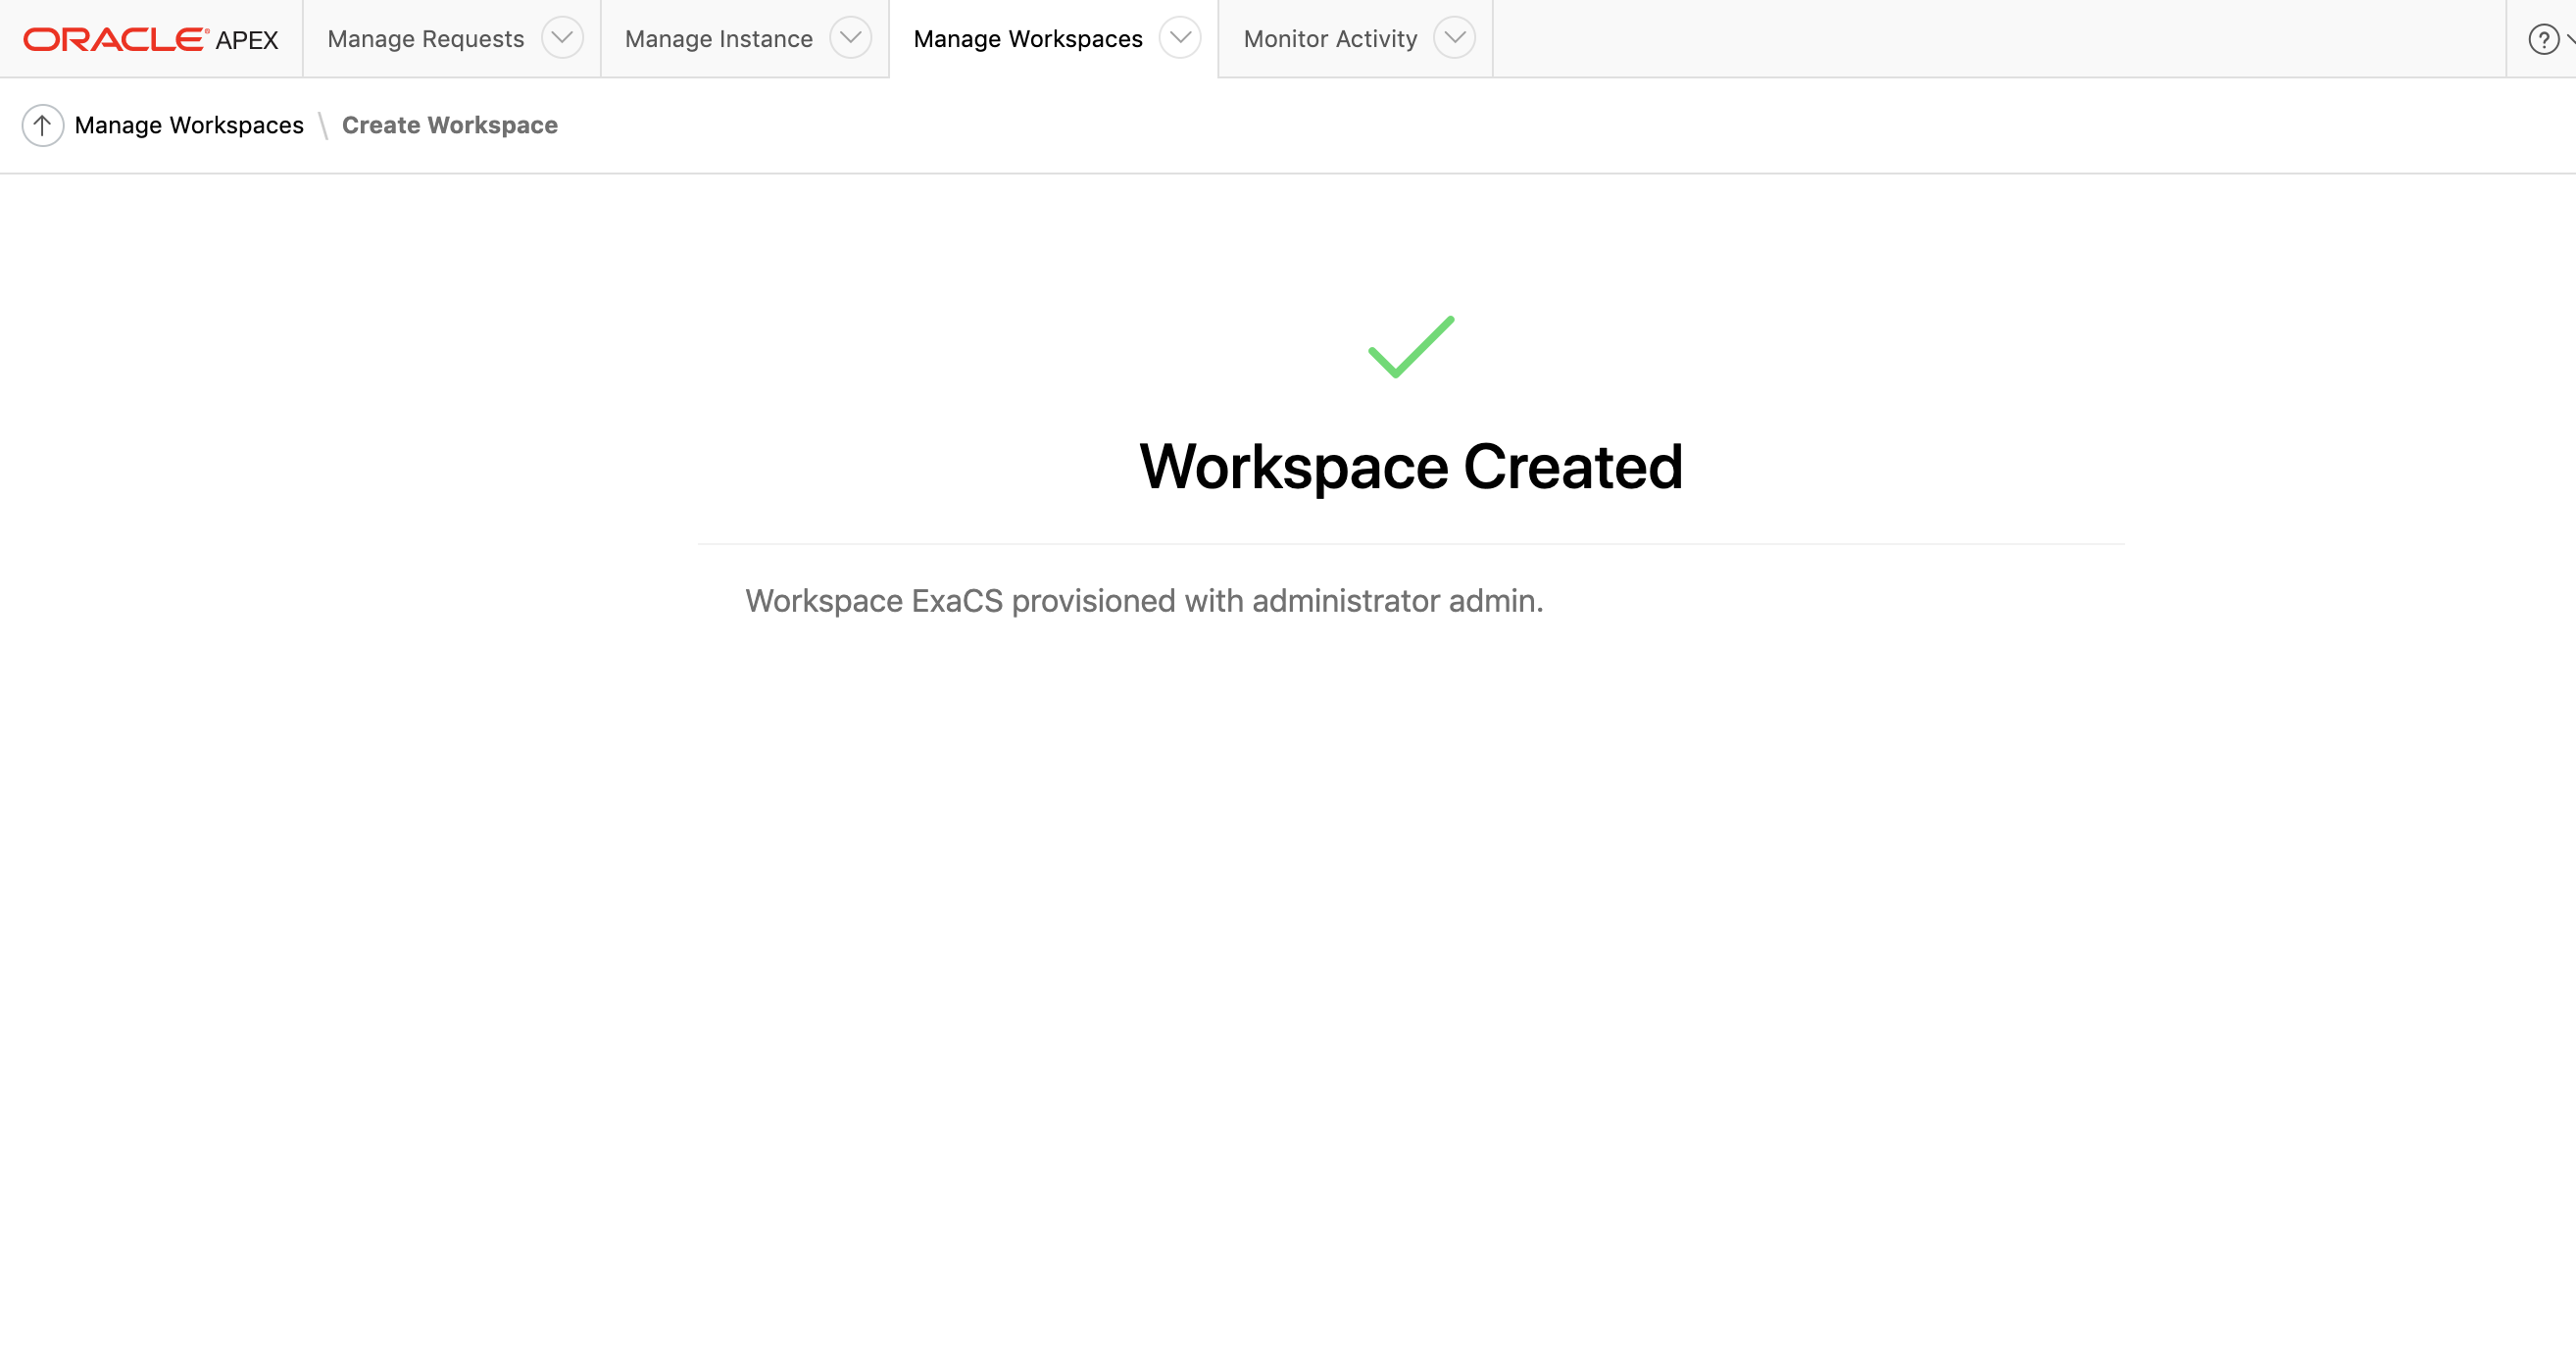 ORACLE APEX
Manage Requests
Manage Instance
Manage Workspaces
Monitor Activity
?
Manage Workspaces \ Create Workspace
Workspace Created
Workspace ExaCS provisioned with administrator admin.